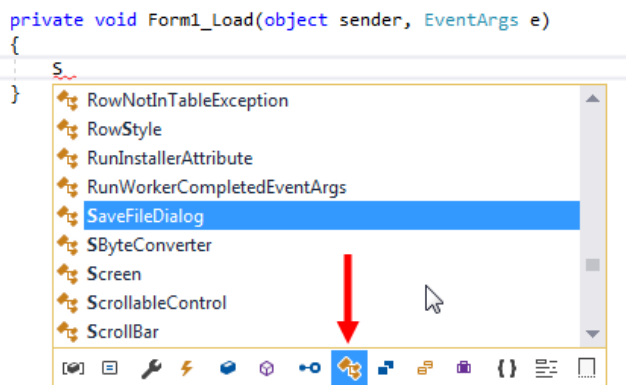 private void Form1_Load(object sender, EventArgs e)
{
S
}
RowNotInTableException
RowStyle
RunInstallerAttribute
RunWorkerCompletedEventArgs
SaveFileDialog
SByteConverter
Screen
ScrollableControl
ScrollBar
{ }